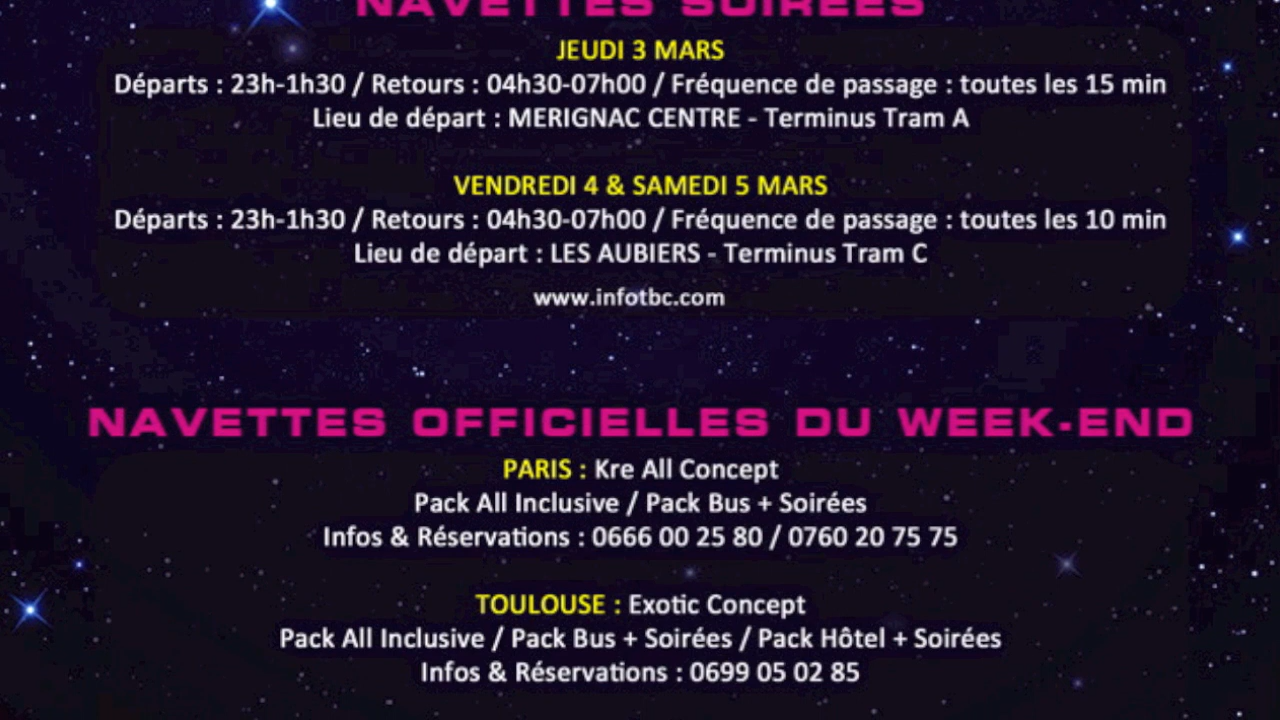 NAVETTES SOIREES
JEUDI 3 MARS
Départs : 23h-1h30 / Retours : 04h30-07h00 / Fréquence de passage : toutes les 15 min
Lieu de départ : MERIGNAC CENTRE - Terminus Tram A
VENDREDI 4 & SAMEDI 5 MARS
Départs : 23h-1h30 / Retours : 04h30-07h00 / Fréquence de passage : toutes les 10 min
Lieu de départ : LES AUBIERS - Terminus Tram C
www.infotbc.com
NAVETTES OFFICIELLES DU WEEK-END
PARIS : Kre All Concept
Pack All Inclusive / Pack Bus + Soirées
Infos & Réservations : 0666 00 25 80 / 0760 20 75 75
TOULOUSE : Exotic Concept
Pack All Inclusive / Pack Bus + Soirées / Pack Hôtel + Soirées
Infos & Réservations : 0699 05 02 85